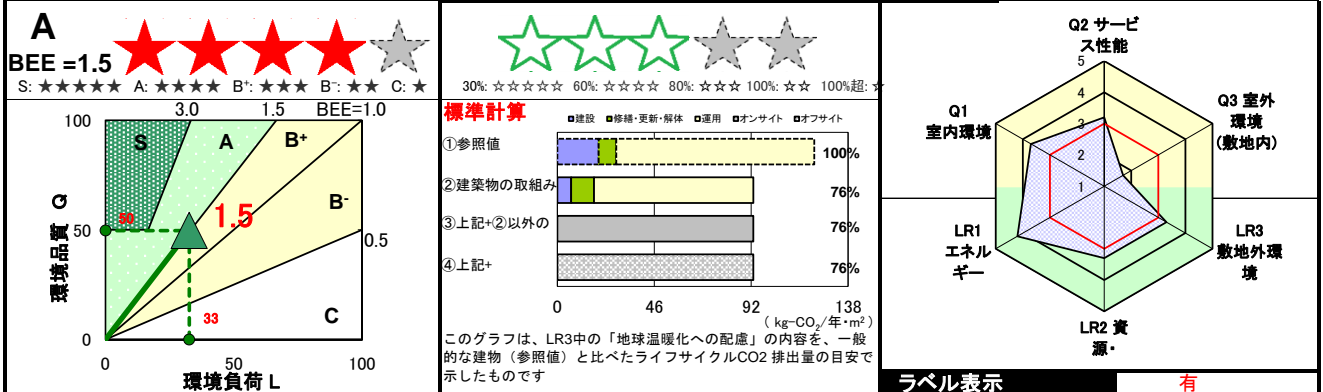 A
BEE =1.5
S: ★★★★★ A: ★★★★ B⁺: ★★★ B⁻: ★★ C: ★
3.0 1.5 BEE=1.0
100
S
A
B⁺
B⁻
50
50
1.5
0.5
33
C
0
0 50 100
環境品質 Q
環境負荷 L
30%: ☆☆☆☆☆ 60%: ☆☆☆☆ 80%: ☆☆☆ 100%: ☆☆ 100%超: ☆
標準計算
■建設 ■修繕・更新・解体 □運用 ■オンサイト ■オフサイト
①参照値 100%
②建築物の取組み 76%
③上記+②以外の 76%
④上記+ 76%
0 46 92 138
( kg-CO₂/年・m² )
このグラフは、LR3中の「地球温暖化への配慮」の内容を、一般
的な建物（参照値）と比べたライフサイクルCO2 排出量の目安で
示したものです
Q2 サービ
ス性能
5
4
3
2
1
Q1
室内環境
Q3 室外
環境
(敷地内)
LR1
エネル
ギー
LR3
敷地外環
境
LR2 資
源・
ラベル表示 有